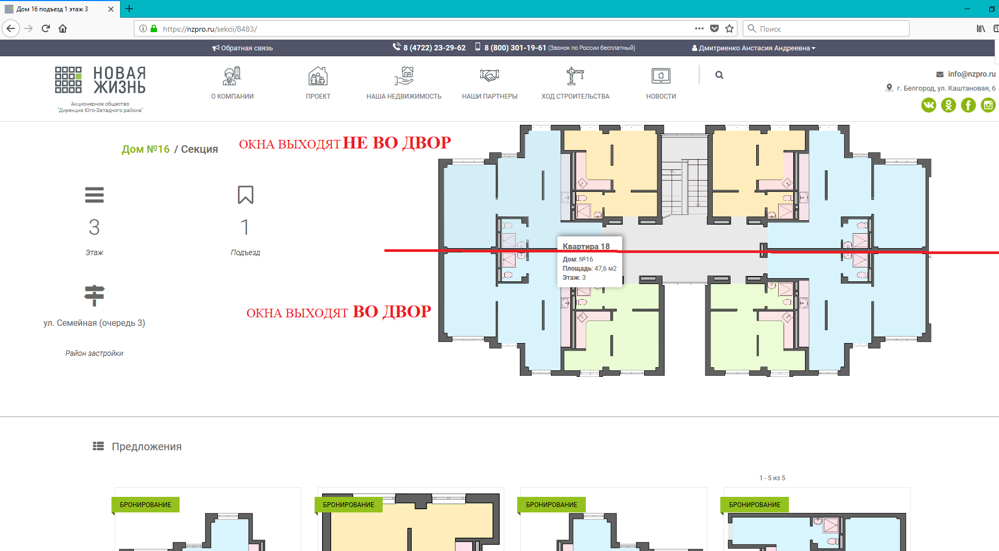 Дом 16 подъезд 1 этаж 3
https://nzpro.ru/sekcii/8483/
Поиск
Обратная связь
8 (4722) 23-29-62
8 (800) 301-19-61 (Звонок по России бесплатный)
Дмитриенко Анстасия Андреевна
НОВАЯ
ЖИЗНЬ
Акционерное общество
"Дирекция Юго-Западного района"
О КОМПАНИИ
ПРОЕКТ
НАША НЕДВИЖИМОСТЬ
НАШИ ПАРТНЕРЫ
ХОД СТРОИТЕЛЬСТВА
НОВОСТИ
info@nzpro.ru
г. Белгород, ул. Каштановая, 6
Дом №16 / Секция
ОКНА ВЫХОДЯТ НЕ ВО ДВОР
3
Этаж
1
Подъезд
Квартира 18
Дом: №16
Площадь: 47,6 м2
Этаж: 3
ОКНА ВЫХОДЯТ ВО ДВОР
ул. Семейная (очередь 3)
Район застройки
Предложения
1 - 5 из 5
БРОНИРОВАНИЕ
БРОНИРОВАНИЕ
БРОНИРОВАНИЕ
БРОНИРОВАНИЕ